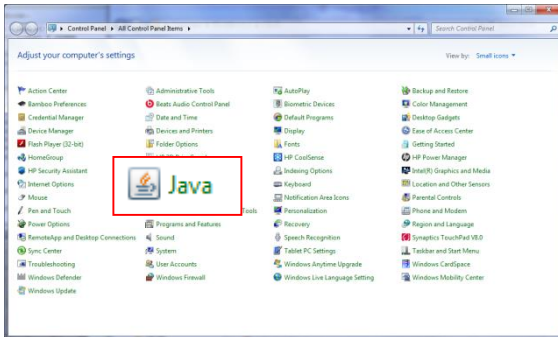 Control Panel ▸ All Control Panel Items ▸
Search Control Panel
Adjust your computer's settings
View by: Small icons
Action Center
Administrative Tools
AutoPlay
Backup and Restore
Bamboo Preferences
Beats Audio Control Panel
Biometric Devices
Color Management
Credential Manager
Date and Time
Default Programs
Desktop Gadgets
Device Manager
Devices and Printers
Display
Ease of Access Center
Flash Player (32-bit)
Folder Options
Fonts
Getting Started
HomeGroup
HP CoolSense
HP Power Manager
HP Security Assistant
Java
Indexing Options
Intel(R) Graphics and Media
Internet Options
Keyboard
Location and Other Sensors
Mouse
Notification Area Icons
Parental Controls
Pen and Touch
Tools
Personalization
Phone and Modem
Power Options
Programs and Features
Recovery
Region and Language
RemoteApp and Desktop Connections
Sound
Speech Recognition
Synaptics TouchPad V8.0
Sync Center
System
Tablet PC Settings
Taskbar and Start Menu
Troubleshooting
User Accounts
Windows Anytime Upgrade
Windows CardSpace
Windows Defender
Windows Firewall
Windows Live Language Setting
Windows Mobility Center
Windows Update